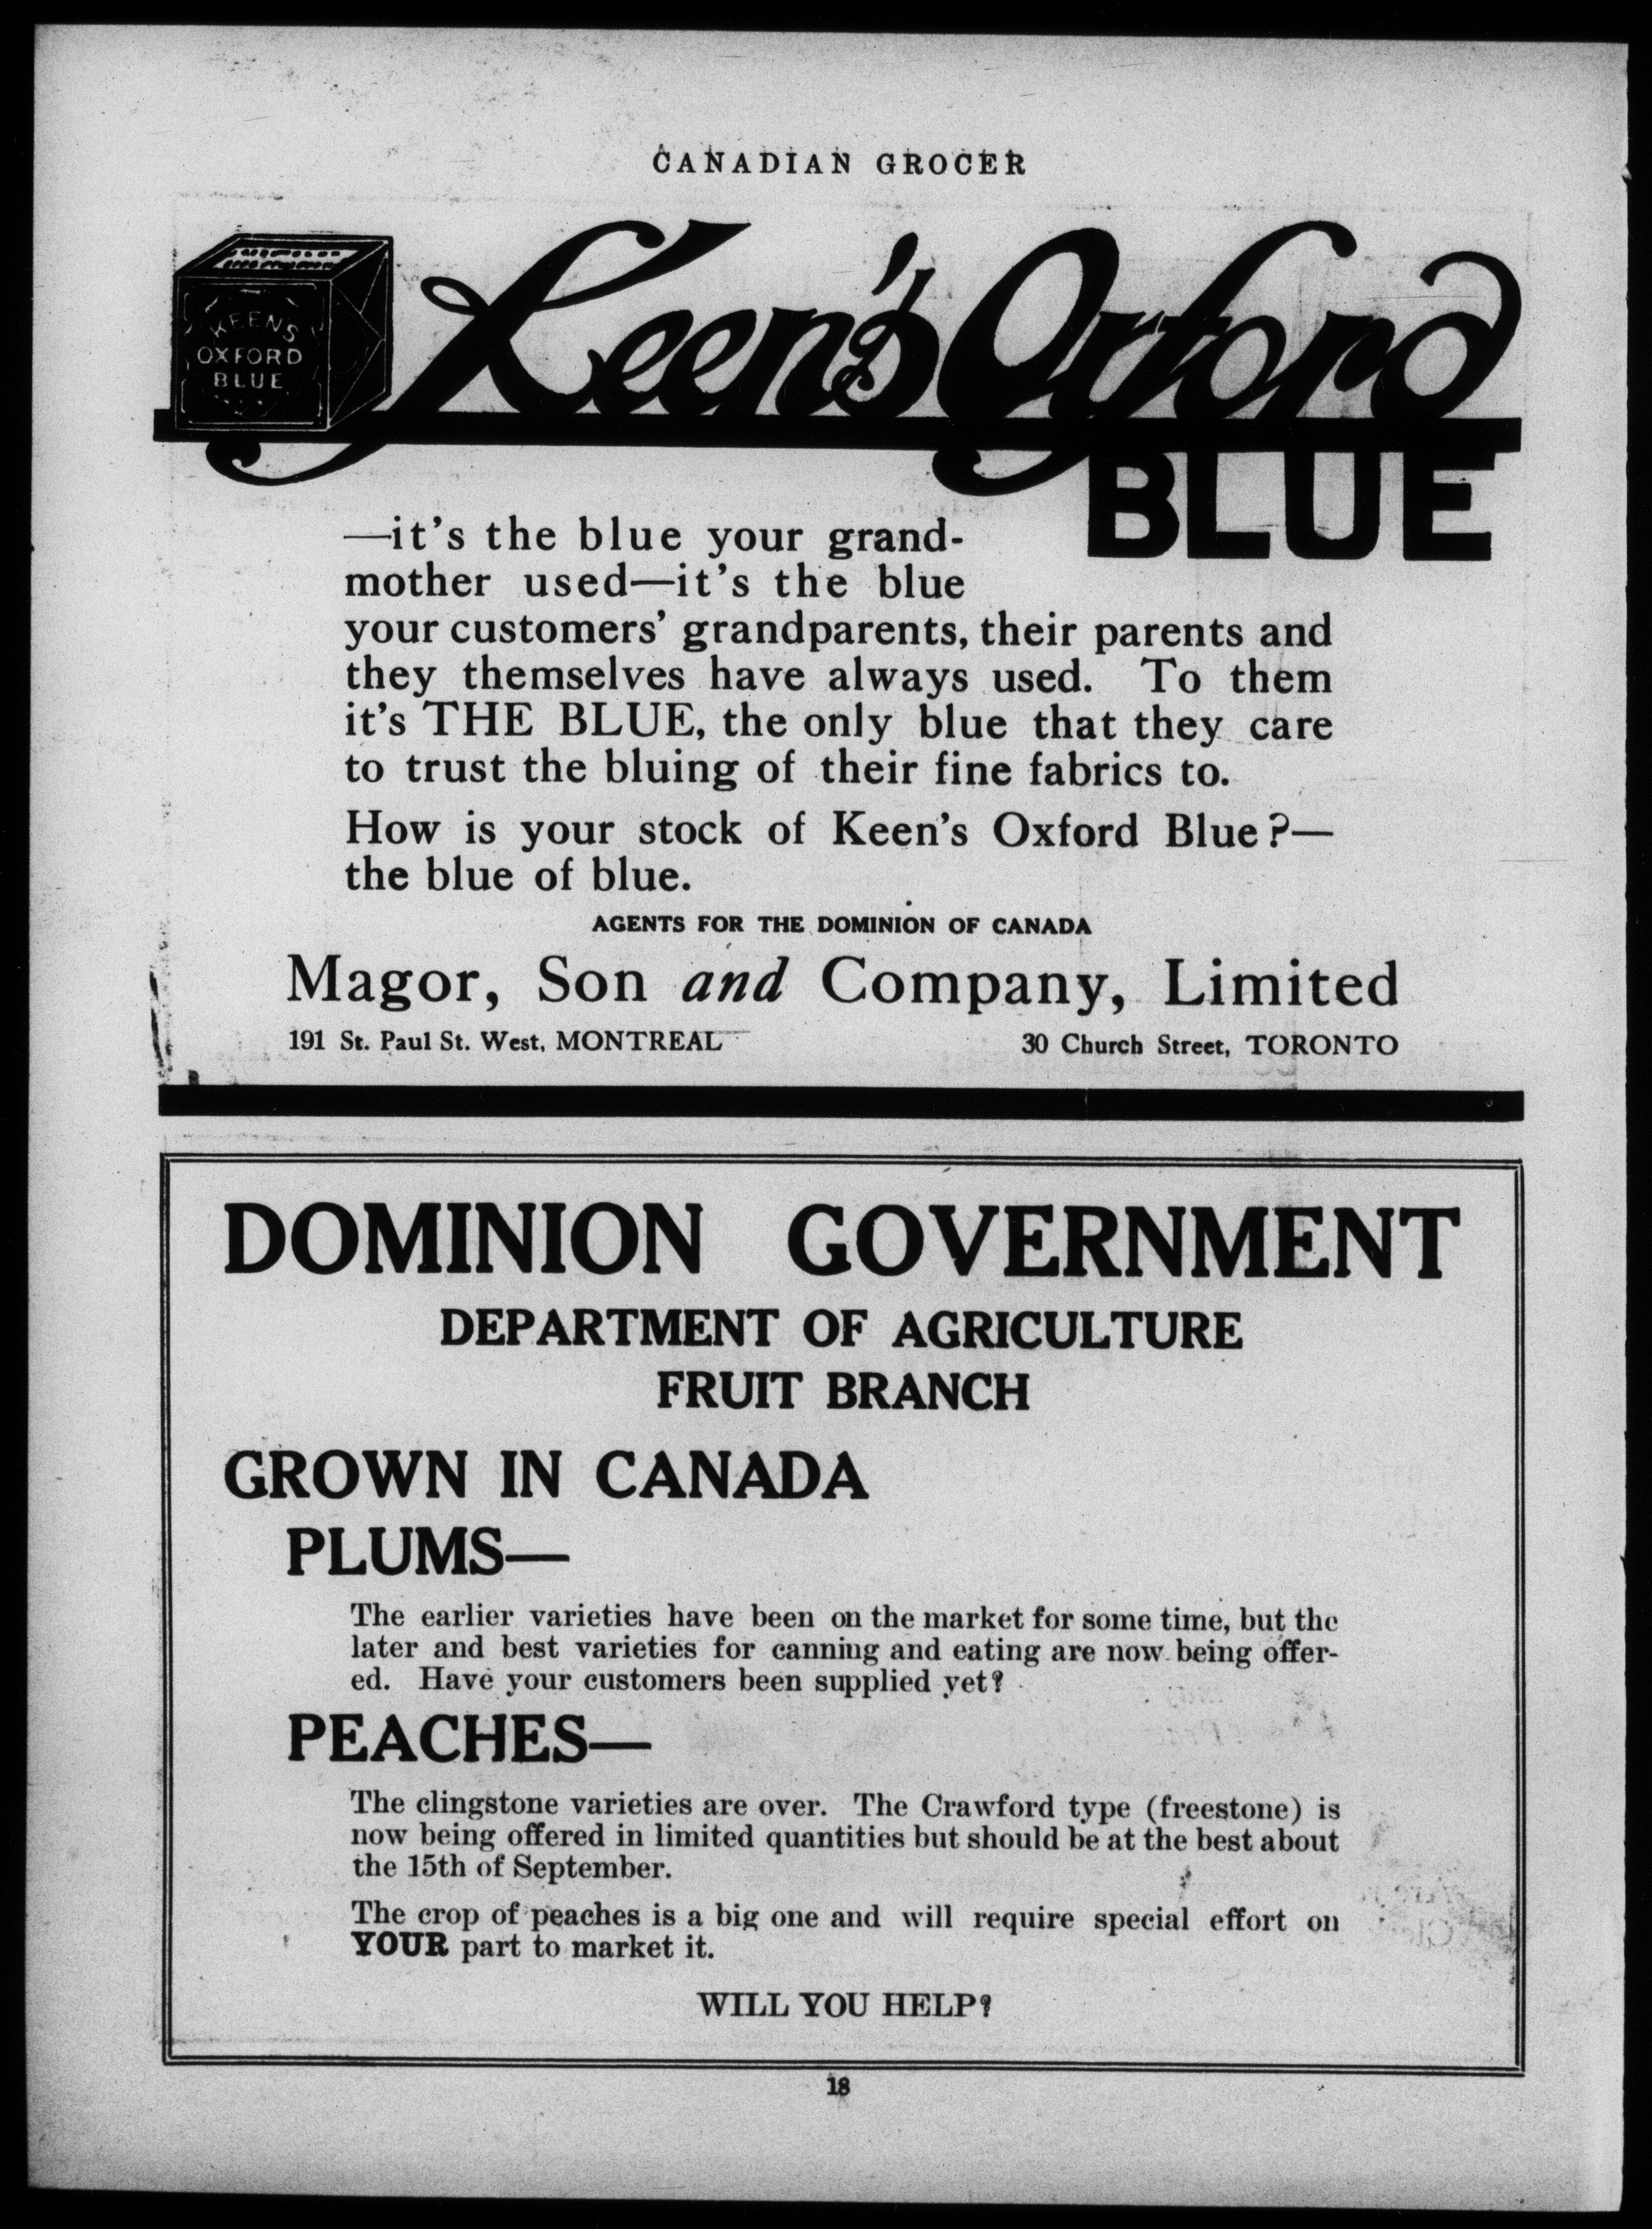 CANADIAN GROCER
KEEN'S
OXFORD
BLUE
Keen's Oxford
BLUE
—it's the blue your grand-
mother used—it's the blue
your customers' grandparents, their parents and
they themselves have always used. To them
it's THE BLUE, the only blue that they care
to trust the bluing of their fine fabrics to.
How is your stock of Keen's Oxford Blue?—
the blue of blue.
AGENTS FOR THE DOMINION OF CANADA
Magor, Son and Company, Limited
191 St. Paul St. West, MONTREAL 30 Church Street, TORONTO
DOMINION GOVERNMENT
DEPARTMENT OF AGRICULTURE
FRUIT BRANCH
GROWN IN CANADA
PLUMS—
The earlier varieties have been on the market for some time, but the
later and best varieties for canning and eating are now being offer-
ed. Have your customers been supplied yet?
PEACHES—
The clingstone varieties are over. The Crawford type (freestone) is
now being offered in limited quantities but should be at the best about
the 15th of September.
The crop of peaches is a big one and will require special effort on
YOUR part to market it.
WILL YOU HELP?
18